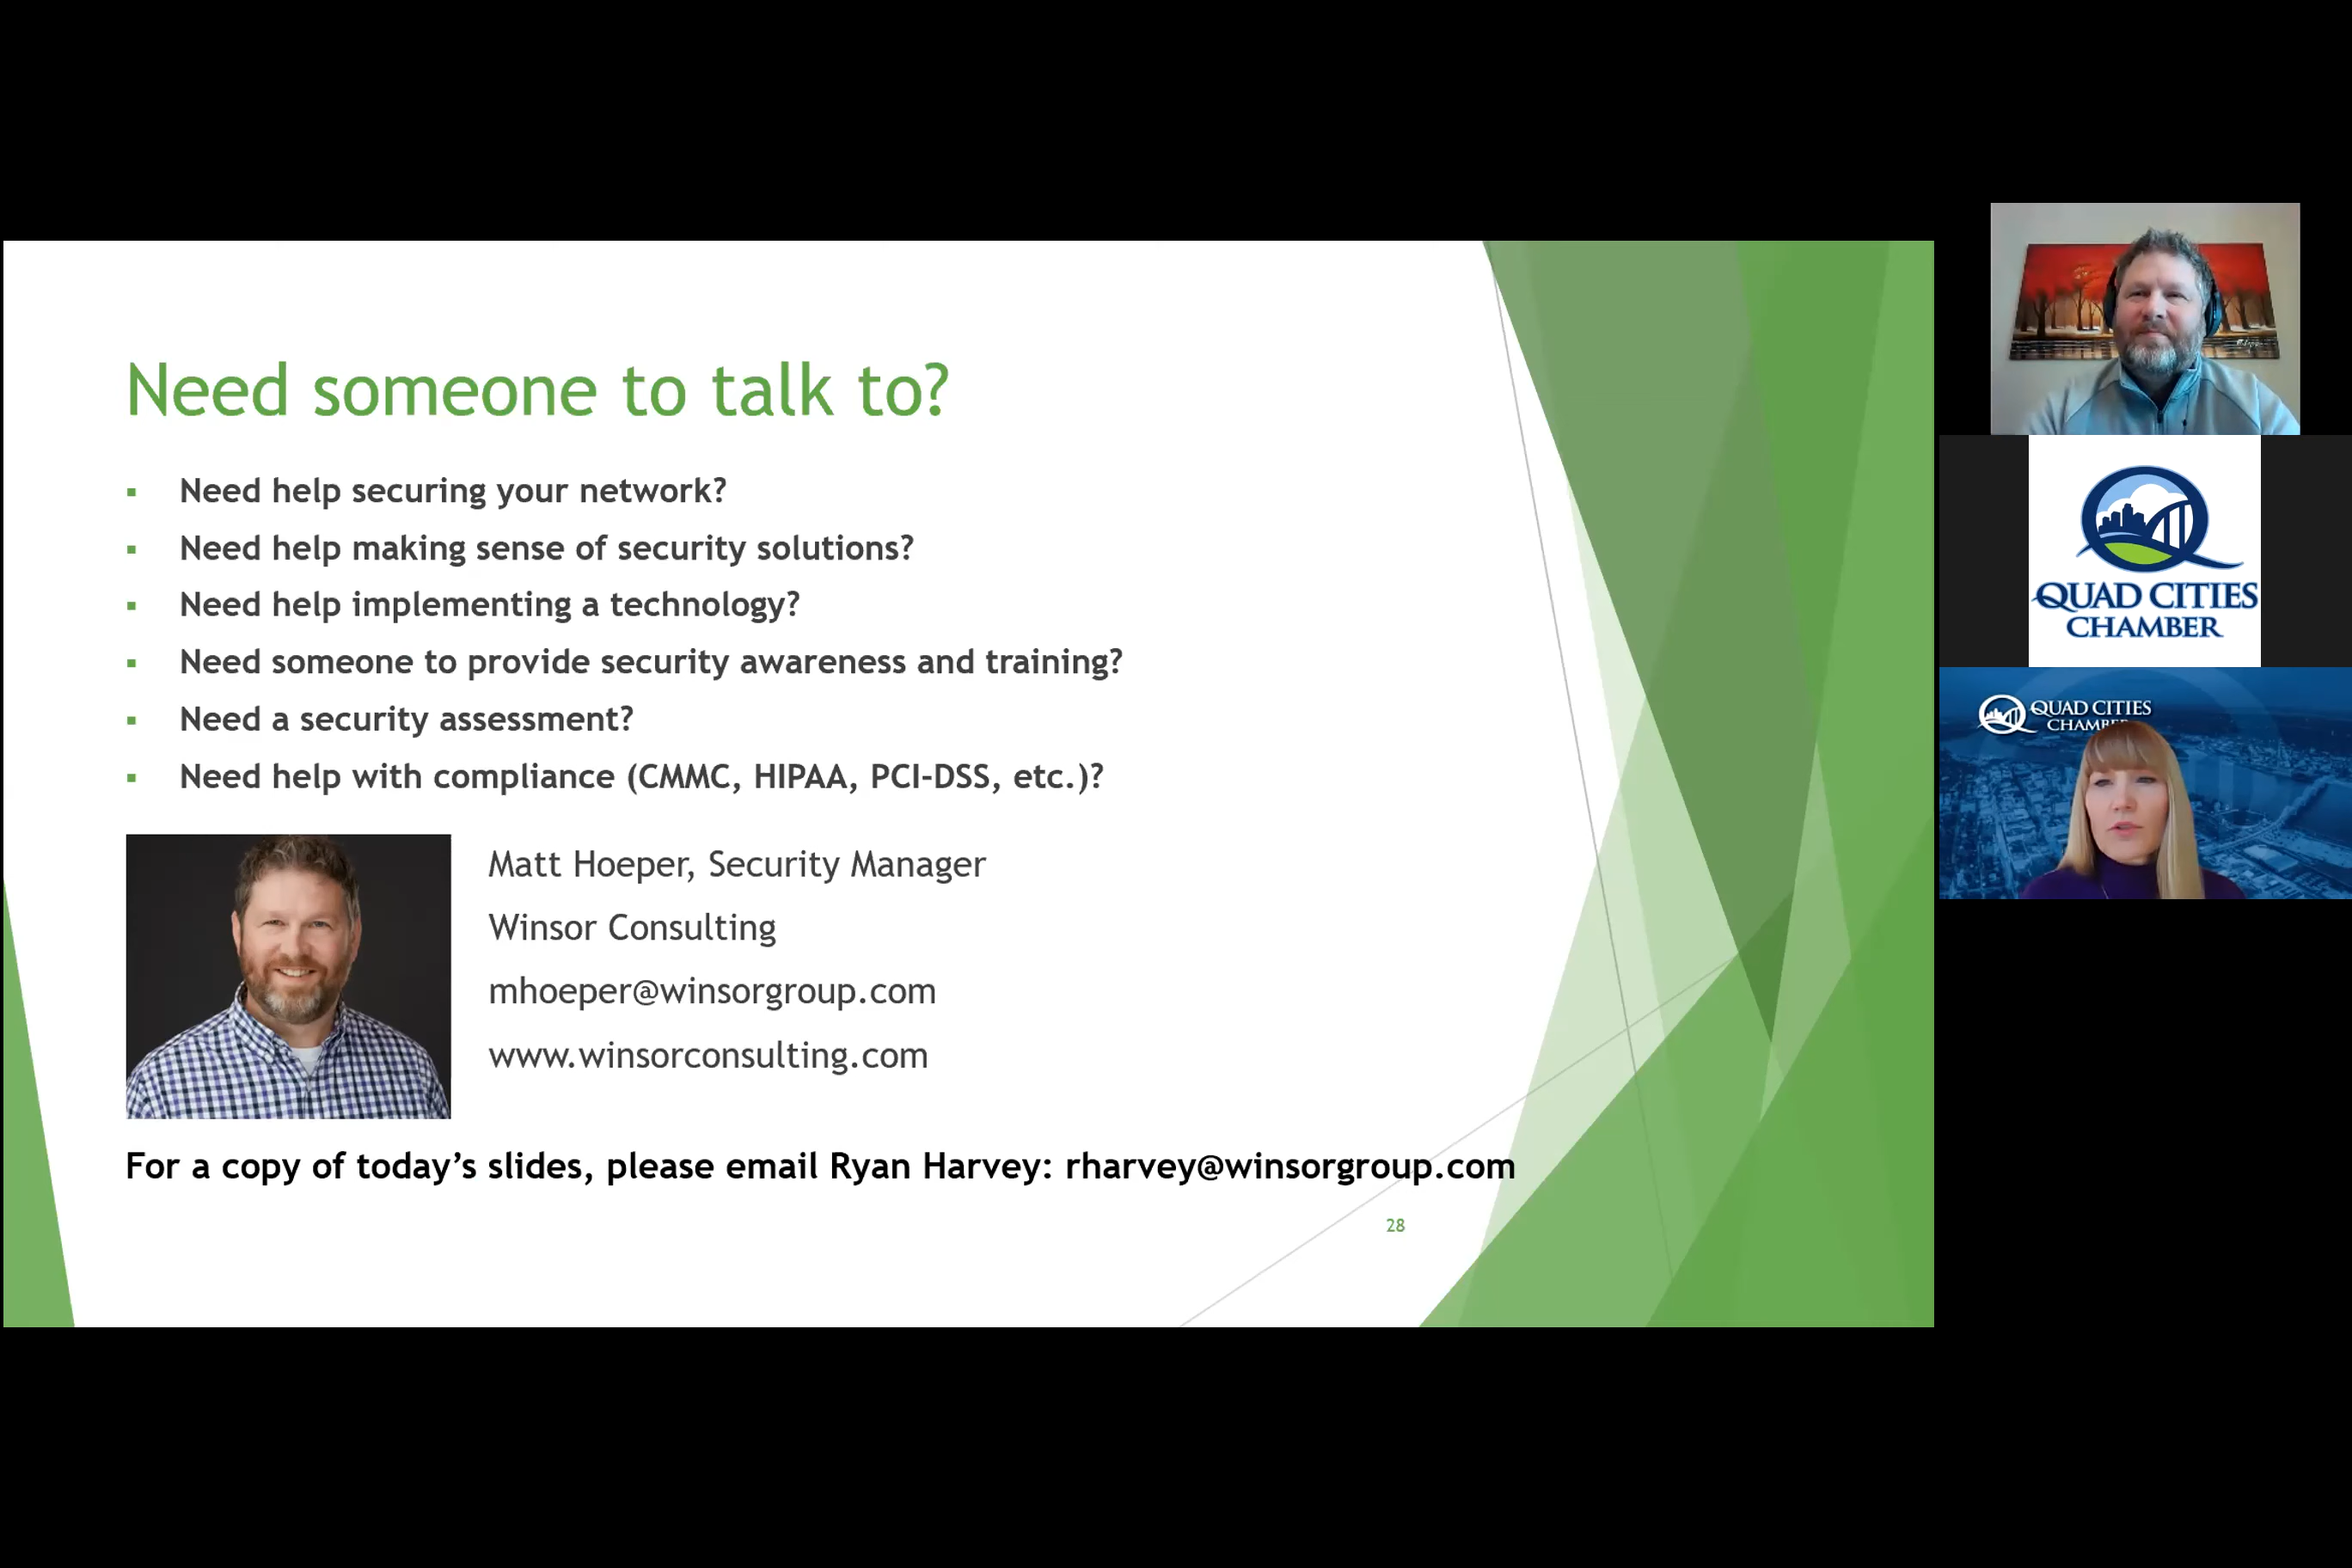 Need someone to talk to?
Need help securing your network?
Need help making sense of security solutions?
Need help implementing a technology?
Need someone to provide security awareness and training?
Need a security assessment?
Need help with compliance (CMMC, HIPAA, PCI-DSS, etc.)?
Matt Hoeper, Security Manager
Winsor Consulting
mhoeper@winsorgroup.com
www.winsorconsulting.com
For a copy of today’s slides, please email Ryan Harvey: rharvey@winsorgroup.com
28
QUAD CITIES
CHAMBER
QUAD CITIES
CHAMBER